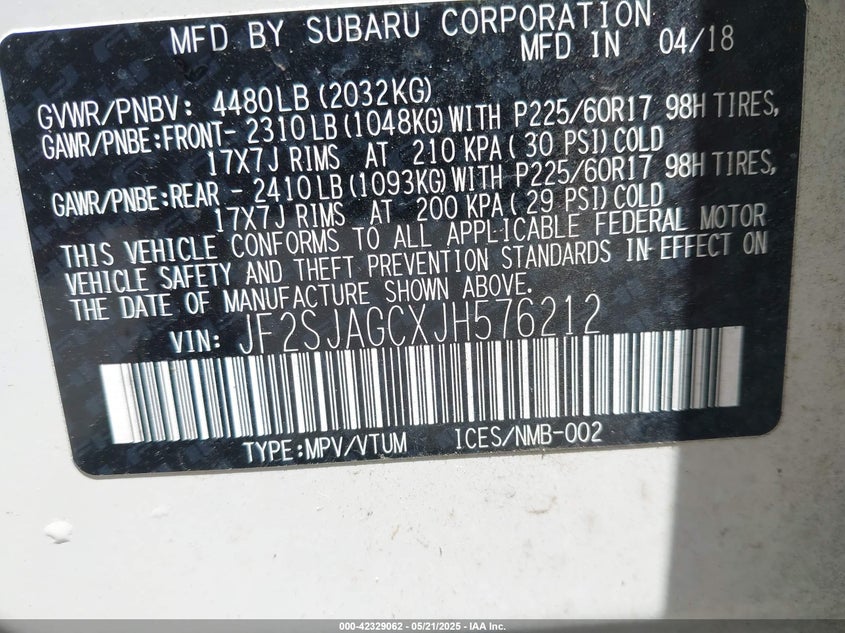 MFD BY SUBARU CORPORATION
MFD IN 04/18
GVWR/PNBV: 4480LB(2032KG)
GAWR/PNBE:FRONT-2310LB(1048KG)WITH P225/60R17 98H TIRES,
17X7J RIMS AT 210 KPA(30 PSI)COLD
GAWR/PNBE:REAR -2410LB(1093KG)WITH P225/60R17 98H TIRES,
17X7J RIMS AT 200 KPA(29 PSI)COLD
THIS VEHICLE CONFORMS TO ALL APPLICABLE FEDERAL MOTOR
VEHICLE SAFETY AND THEFT PREVENTION STANDARDS IN EFFECT ON
THE DATE OF MANUFACTURE SHOWN ABOVE.
VIN: JF2SJAGCXJH576212
TYPE:MPV/VTUM ICES/NMB-002
000-42329062 - 05/21/2025 - IAA Inc.